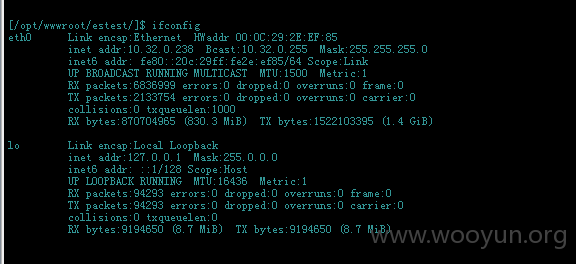 [/opt/wwwroot/estest/]$ ifconfig
eth0 Link encap:Ethernet HWaddr 00:0C:29:2E:EF:85
inet addr:10.32.0.238 Bcast:10.32.0.255 Mask:255.255.255.0
inet6 addr: fe80::20c:29ff:fe2e:ef85/64 Scope:Link
UP BROADCAST RUNNING MULTICAST MTU:1500 Metric:1
RX packets:6836999 errors:0 dropped:0 overruns:0 frame:0
TX packets:2133754 errors:0 dropped:0 overruns:0 carrier:0
collisions:0 txqueuelen:1000
RX bytes:870704965 (830.3 MiB) TX bytes:1522103395 (1.4 GiB)
lo Link encap:Local Loopback
inet addr:127.0.0.1 Mask:255.0.0.0
inet6 addr: ::1/128 Scope:Host
UP LOOPBACK RUNNING MTU:16436 Metric:1
RX packets:94293 errors:0 dropped:0 overruns:0 frame:0
TX packets:94293 errors:0 dropped:0 overruns:0 carrier:0
collisions:0 txqueuelen:0
RX bytes:9194650 (8.7 MiB) TX bytes:9194650 (8.7 MiB)
www.wooyun.org